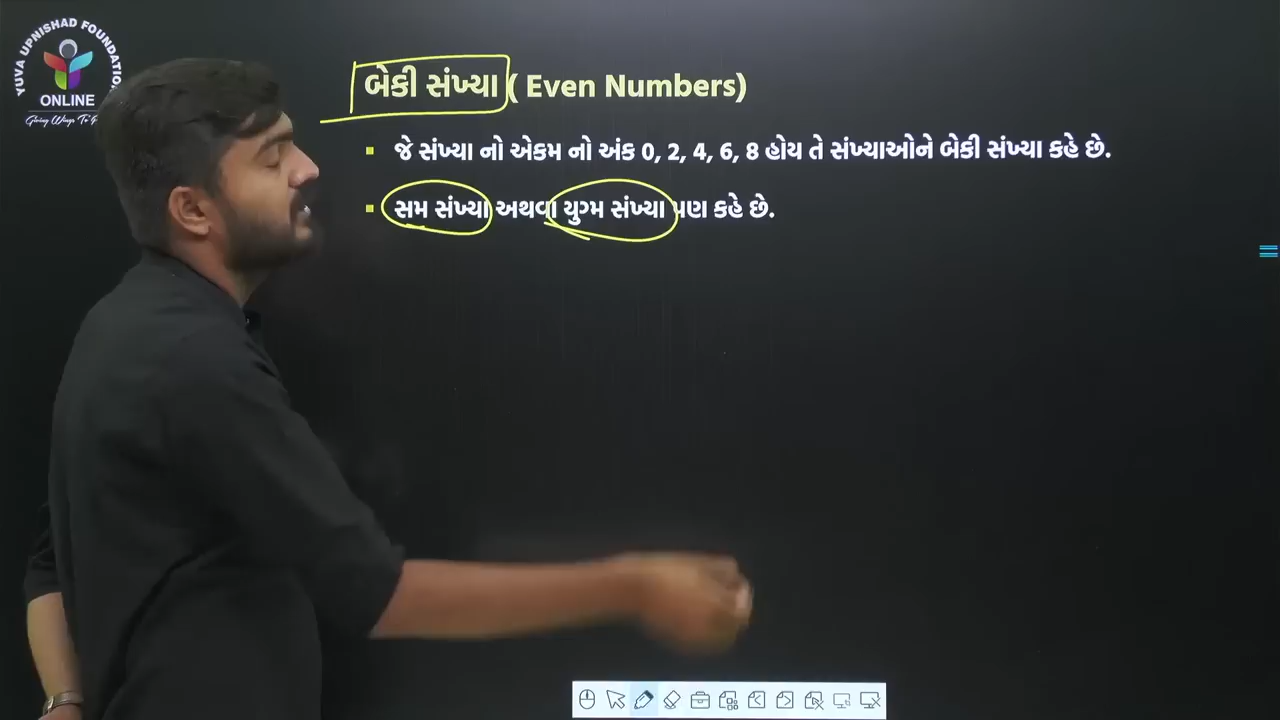 YUVA UPNISHAD FOUNDATION
ONLINE
બેકી સંખ્યા ( Even Numbers)
▪ જે સંખ્યા નો એકમ નો અંક 0, 2, 4, 6, 8 હોય તે સંખ્યાઓને બેકી સંખ્યા કહે છે.
▪ સમ સંખ્યા અથવા યુગ્મ સંખ્યા પણ કહે છે.